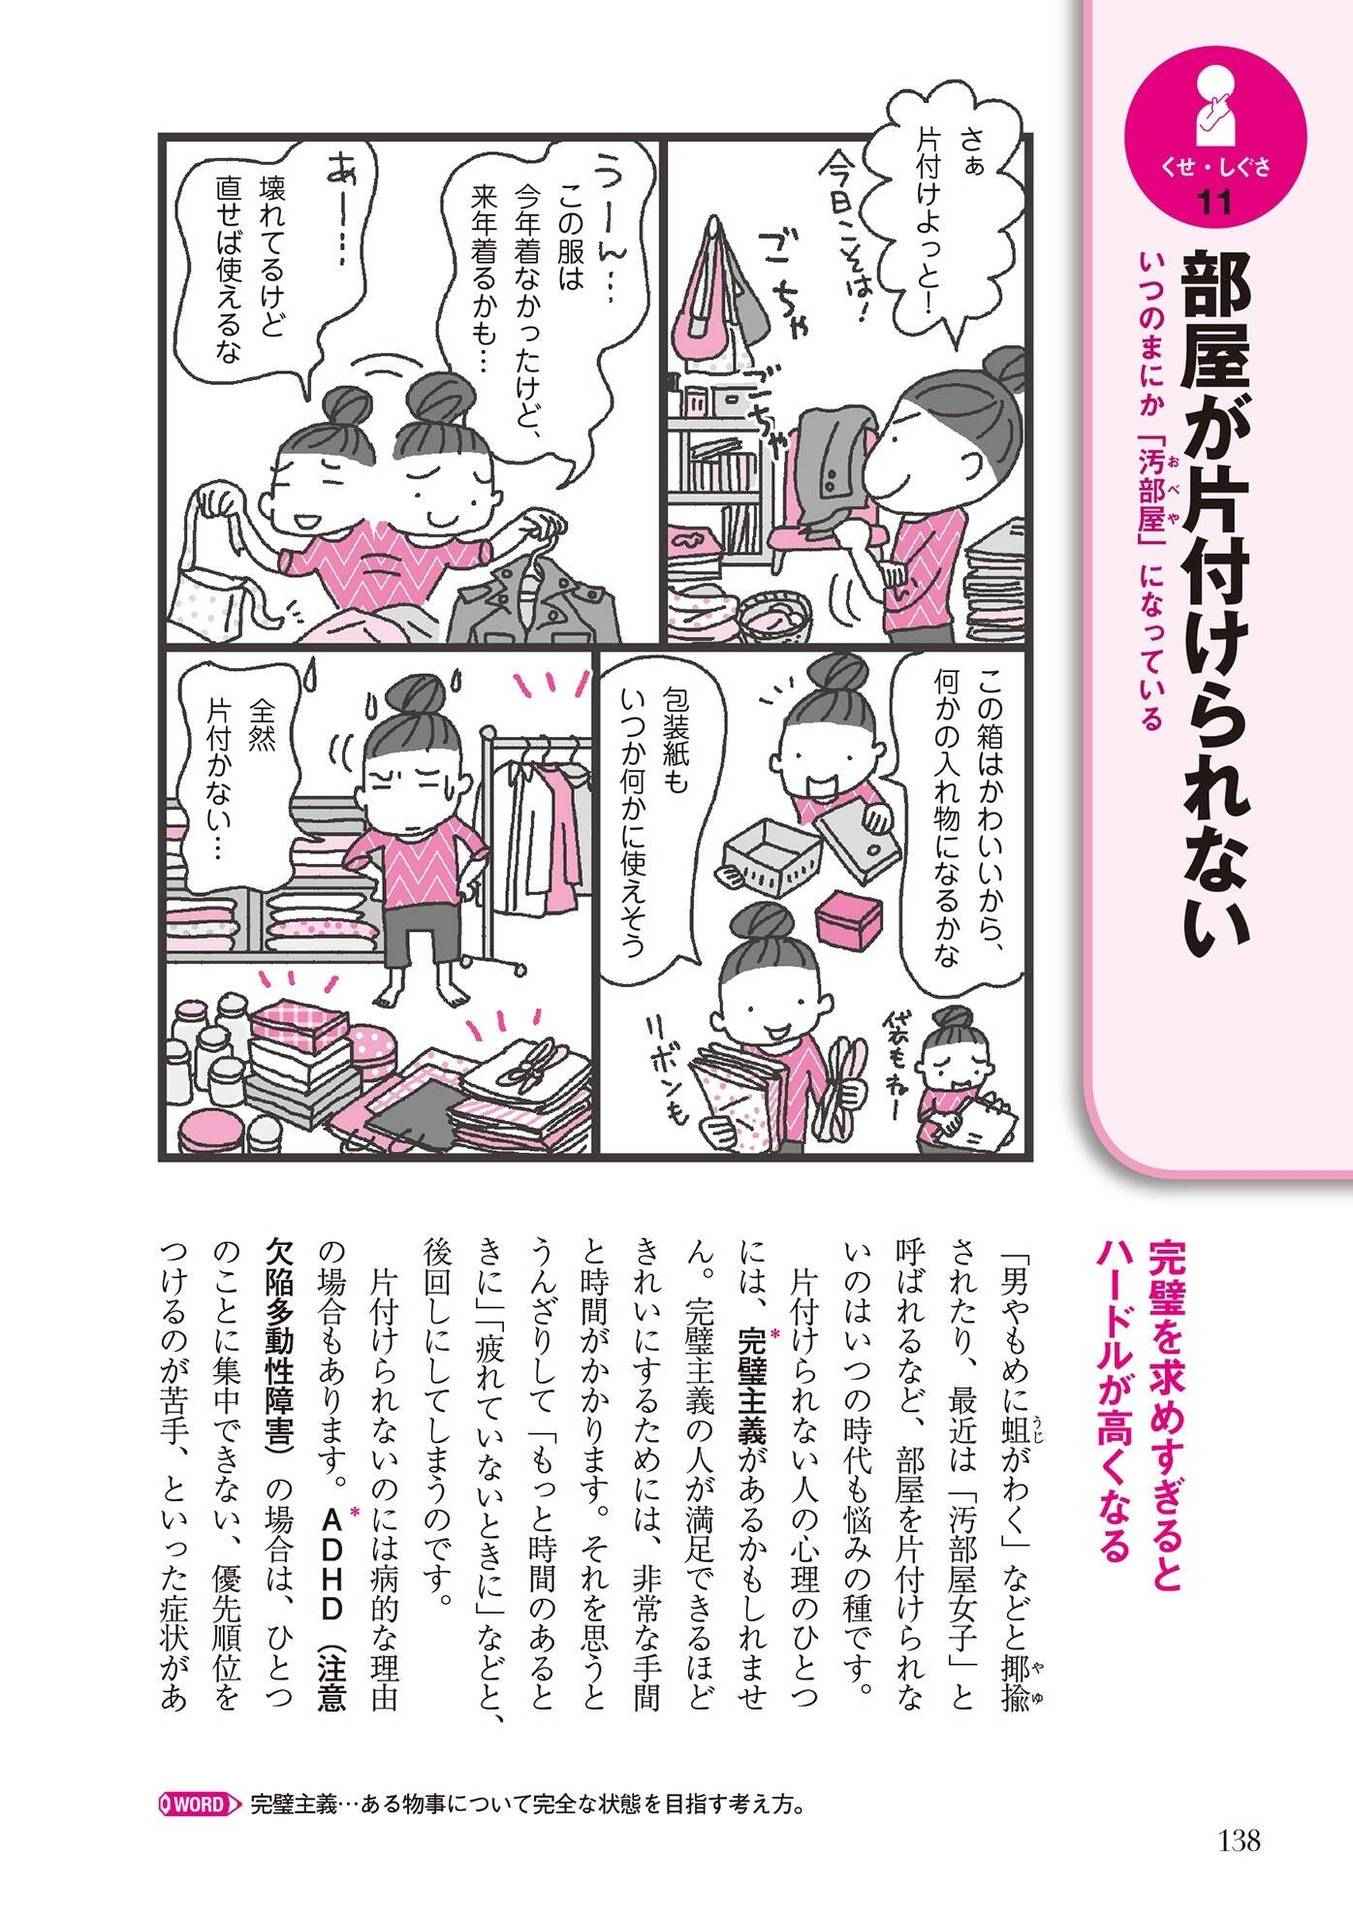 くせ・しぐさ
11
部屋が片付けられない
いつのまにか「汚部屋」になっている
おべや
さぁ
片付けよっと！
今日こそは！
ごちゃ
ごちゃ
うーん…
この服は
今年着なかったけど、
来年着るかも…
あー…
壊れてるけど
直せば使えるな
この箱はかわいいから、
何かの入れ物になるかな
包装紙も
いつか何かに使えそう
リボンも
袋もねー
全然
片付かない…
完璧を求めすぎると
ハードルが高くなる
「男やもめに蛆がわく」などと揶揄
うじ
やゆ
されたり、最近は「汚部屋女子」と
呼ばれるなど、部屋を片付けられな
いのはいつの時代も悩みの種です。
片付けられない人の心理のひとつ
には、完璧主義*があるかもしれませ
ん。完璧主義の人が満足できるほど
きれいにするためには、非常な手間
と時間がかかります。それを思うと
うんざりして「もっと時間のあると
きに」「疲れていないときに」などと、
後回しにしてしまうのです。
片付けられないのには病的な理由
の場合もあります。ADHD*（注意
欠陥多動性障害）の場合は、ひとつ
のことに集中できない、優先順位を
つけるのが苦手、といった症状があ
WORD 完璧主義…ある物事について完全な状態を目指す考え方。
138